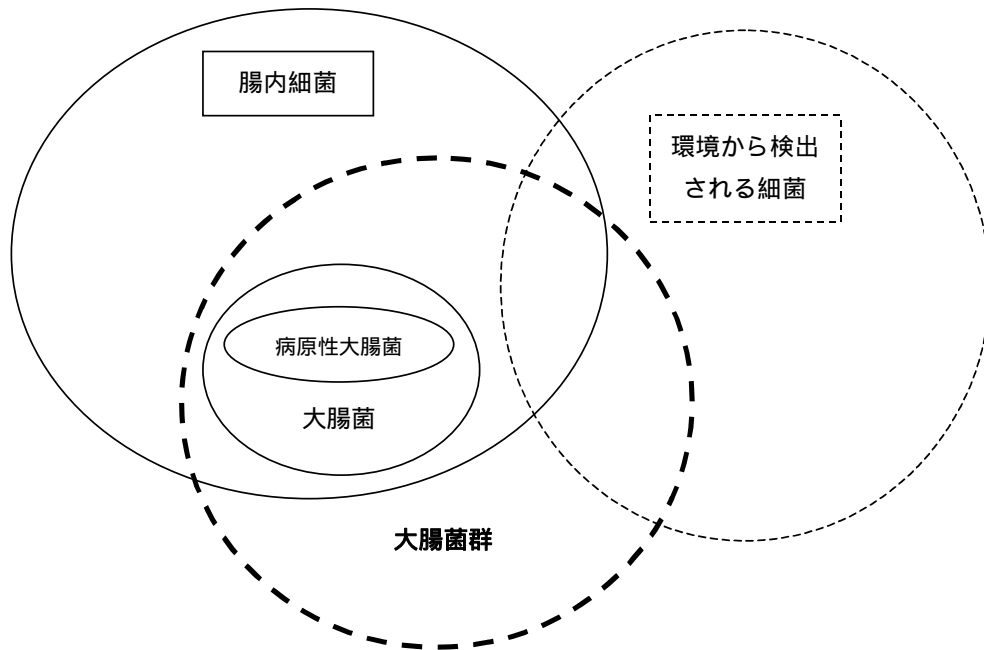 腸内細菌
環境から検出
される細菌
病原性大腸菌
大腸菌
大腸菌群